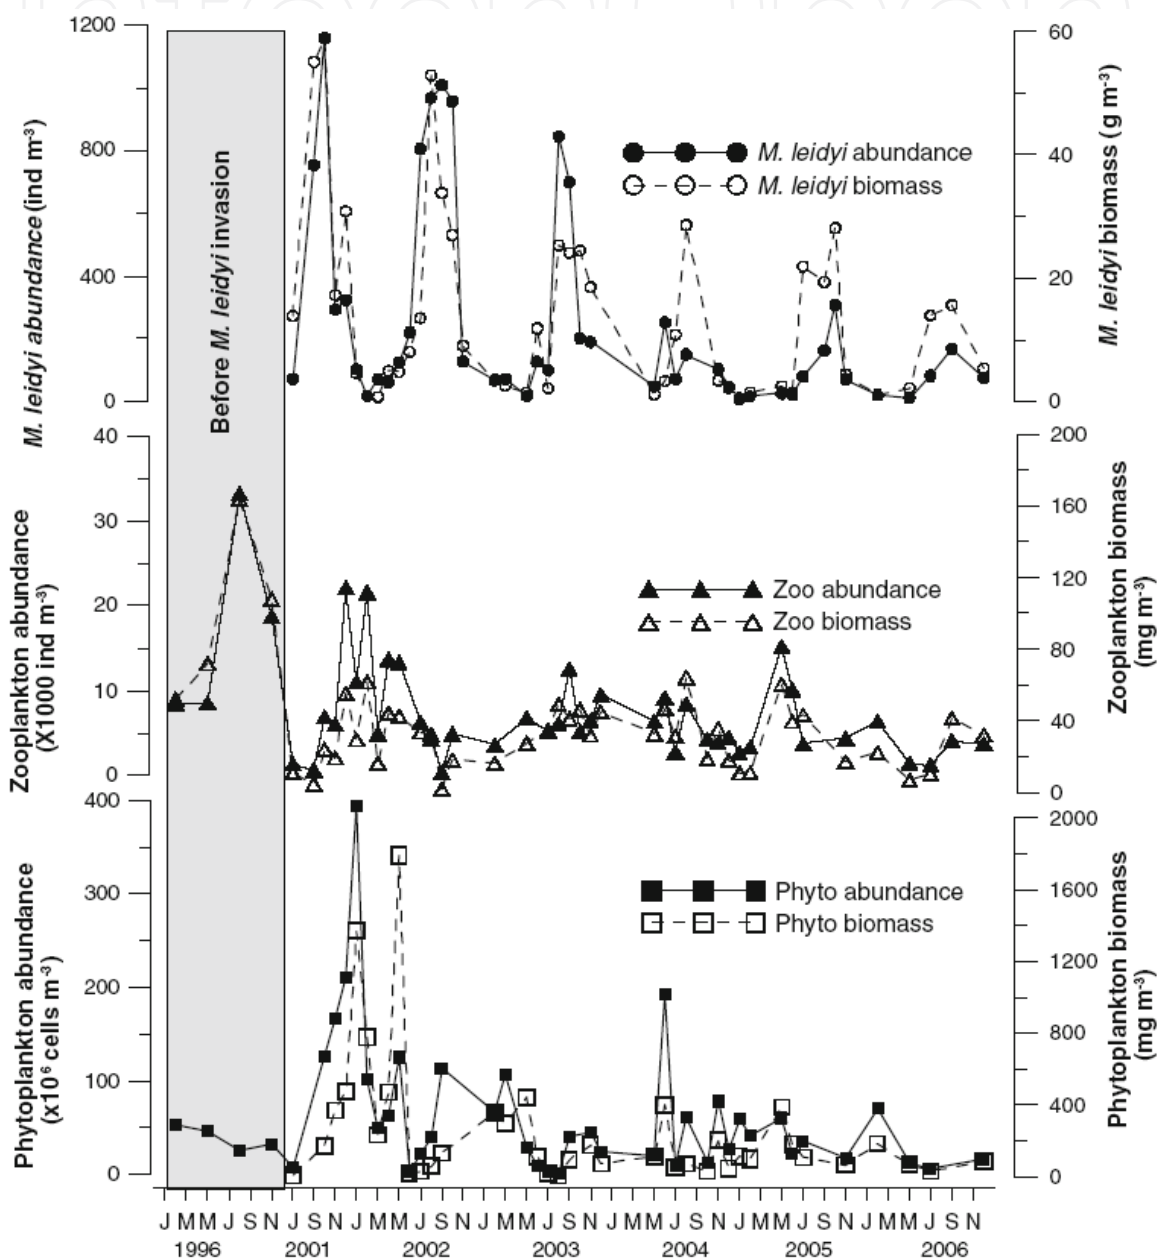 1200
800
400
0
M. leidyi abundance (ind m-3)
Before M. leidyi invasion
60
40
20
0
M. leidyi biomass (g m-3)
M. leidyi abundance
M. leidyi biomass
40
30
20
10
0
Zooplankton abundance
(X1000 ind m-3)
200
160
120
80
40
0
Zooplankton biomass
(mg m-3)
Zoo abundance
Zoo biomass
400
300
200
100
0
Phytoplankton abundance
(x10⁶ cells m-3)
2000
1600
1200
800
400
0
Phytoplankton biomass
(mg m-3)
Phyto abundance
Phyto biomass
J M M J S N J S N J M M J S N J M M J S N J M M J S N J M M J S N J M M J S N
1996 2001 2002 2003 2004 2005 2006